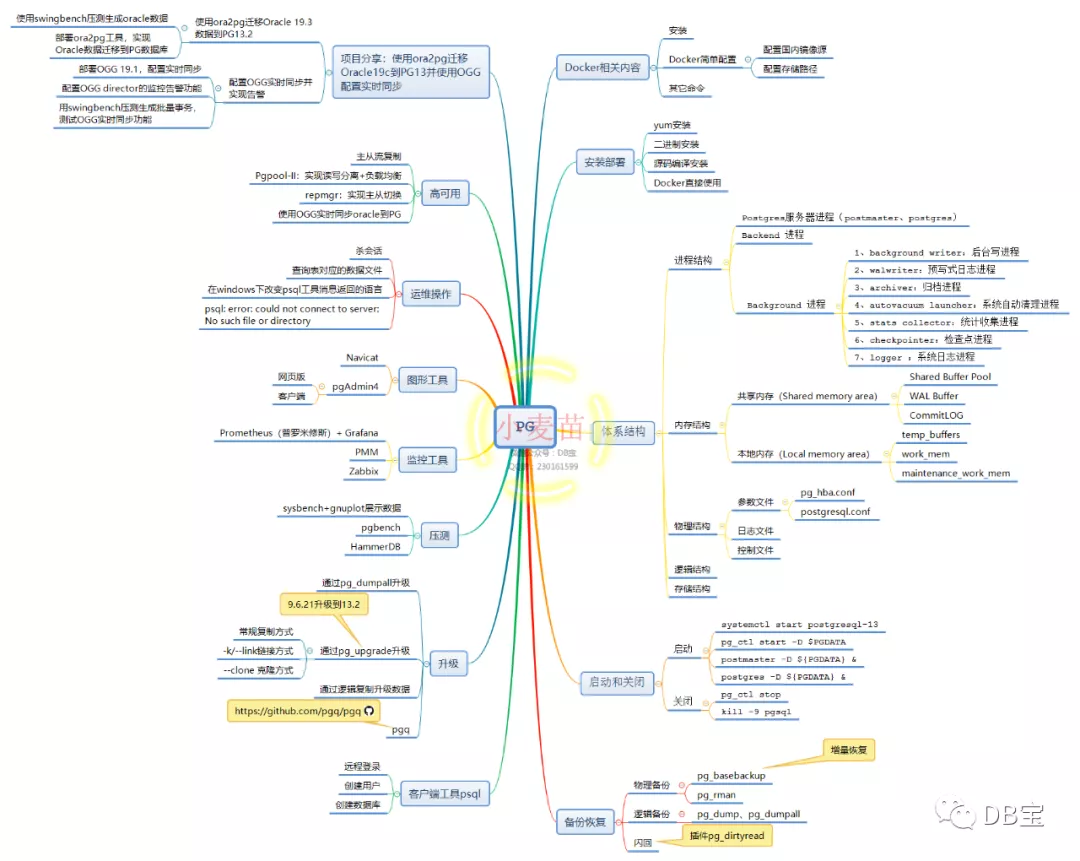 使用swingbench压测生成oracle数据
部署ora2pg工具，实现
Oracle数据迁移到PG数据库
使用ora2pg迁移Oracle 19.3
数据到PG13.2
部署OGG 19.1，配置实时同步
配置OGG director的监控告警功能
用swingbench压测生成批量事务，
测试OGG实时同步功能
配置OGG实时同步并
实现告警
项目分享：使用ora2pg迁移
Oracle19c到PG13并使用OGG
配置实时同步
主从流复制
Pgpool-II：实现读写分离+负载均衡
repmgr：实现主从切换
使用OGG实时同步oracle到PG
高可用
杀会话
查询表对应的数据文件
在windows下改变psql工具消息返回的语言
psql: error: could not connect to server:
No such file or directory
运维操作
Navicat
网页版
客户端
pgAdmin4
图形工具
Prometheus（普罗米修斯）+ Grafana
PMM
Zabbix
监控工具
sysbench+gnuplot展示数据
pgbench
HammerDB
压测
通过pg_dumpall升级
9.6.21升级到13.2
常规复制方式
-k/--link链接方式
--clone 克隆方式
通过pg_upgrade升级
通过逻辑复制升级数据
https://github.com/pgq/pgq
pgq
升级
远程登录
创建用户
创建数据库
客户端工具psql
PG
小麦苗
公众号：DB宝
230161599
Docker相关内容
安装
Docker简单配置
配置国内镜像源
配置存储路径
其它命令
安装部署
yum安装
二进制安装
源码编译安装
Docker直接使用
体系结构
进程结构
Postgres服务器进程（postmaster、postgres）
Backend 进程
Background 进程
1、background writer：后台写进程
2、walwriter：预写式日志进程
3、archiver：归档进程
4、autovacuum launcher：系统自动清理进程
5、stats collector：统计收集进程
6、checkpointer：检查点进程
7、logger ：系统日志进程
内存结构
共享内存（Shared memory area）
Shared Buffer Pool
WAL Buffer
CommitLOG
本地内存（Local memory area）
temp_buffers
work_mem
maintenance_work_mem
物理结构
参数文件
pg_hba.conf
postgresql.conf
日志文件
控制文件
逻辑结构
存储结构
启动和关闭
启动
systemctl start postgresql-13
pg_ctl start -D $PGDATA
postmaster -D ${PGDATA} &
postgres -D ${PGDATA} &
关闭
pg_ctl stop
kill -9 pgsql
备份恢复
物理备份
增量恢复
pg_basebackup
pg_rman
逻辑备份
pg_dump、pg_dumpall
闪回
插件pg_dirtyread
DB宝